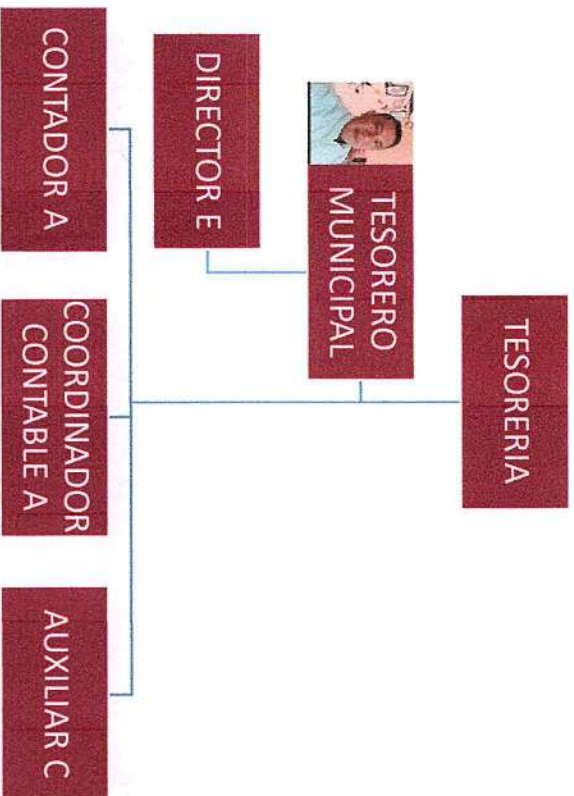 TESORERIA
TESORERO
MUNICIPAL
DIRECTOR E
CONTADOR A
COORDINADOR
CONTABLE A
AUXILIAR C